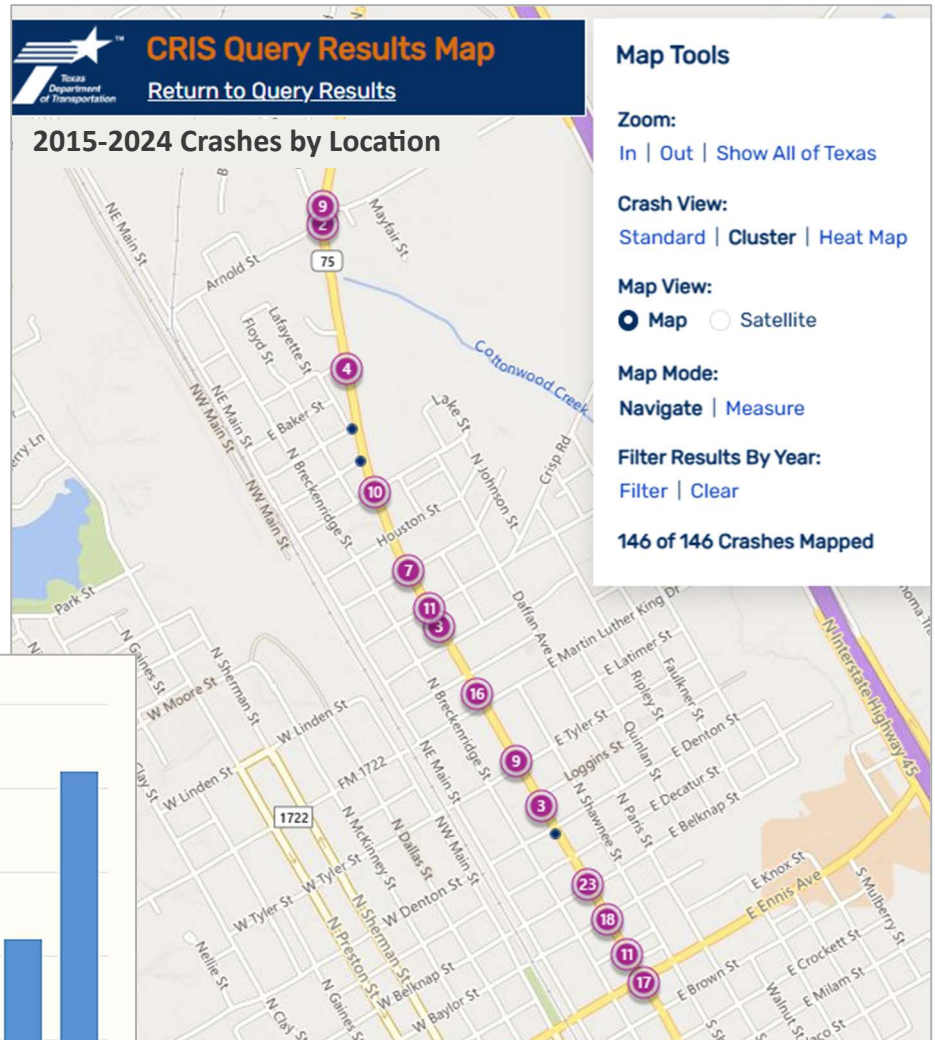 Texas
Department
of Transportation
™
CRIS Query Results Map
Return to Query Results
2015-2024 Crashes by Location
Map Tools
Zoom:
In | Out | Show All of Texas
Crash View:
Standard | Cluster | Heat Map
Map View:
Map Satellite
Map Mode:
Navigate | Measure
Filter Results By Year:
Filter | Clear
146 of 146 Crashes Mapped
NE Main St
B
9
2
Mayfair St
75
Arnold St
Lafayette St
Floyd St
4
Cottonwood Creek
NW Main St
NE Main St
E Baker St
Lake St
N Breckenridge St
N Johnson St
Crisp Rd
10
NW Main St
Houston St
7
Park St
11
3
Daffan Ave
E Martin Luther King Dr
N Gaines St
N Sherman St
E Latimer St
Faulkner St
Ripley St
N Interstate Highway 45
W Moore St
16
N Breckenridge St
W Linden St
NE Main St
E Tyler St
Quinlan St
E Denton St
9
Loggins St
W Linden St
FM 1722
1722
N McKinney St
N Dallas St
NW Main St
3
N Shawnee St
N Paris St
E Decatur St
E Belknap St
W Tyler St
W Denton St
23
E Knox St
W Tyler St
N Sherman St
N Preston St
18
E Ennis Ave
S Mulberry St
Nellie St
11
17
W Belknap St
E Brown St
E Crockett St
N Clay St
N Gaines St
W Baylor St
Walnut St
E Milam St